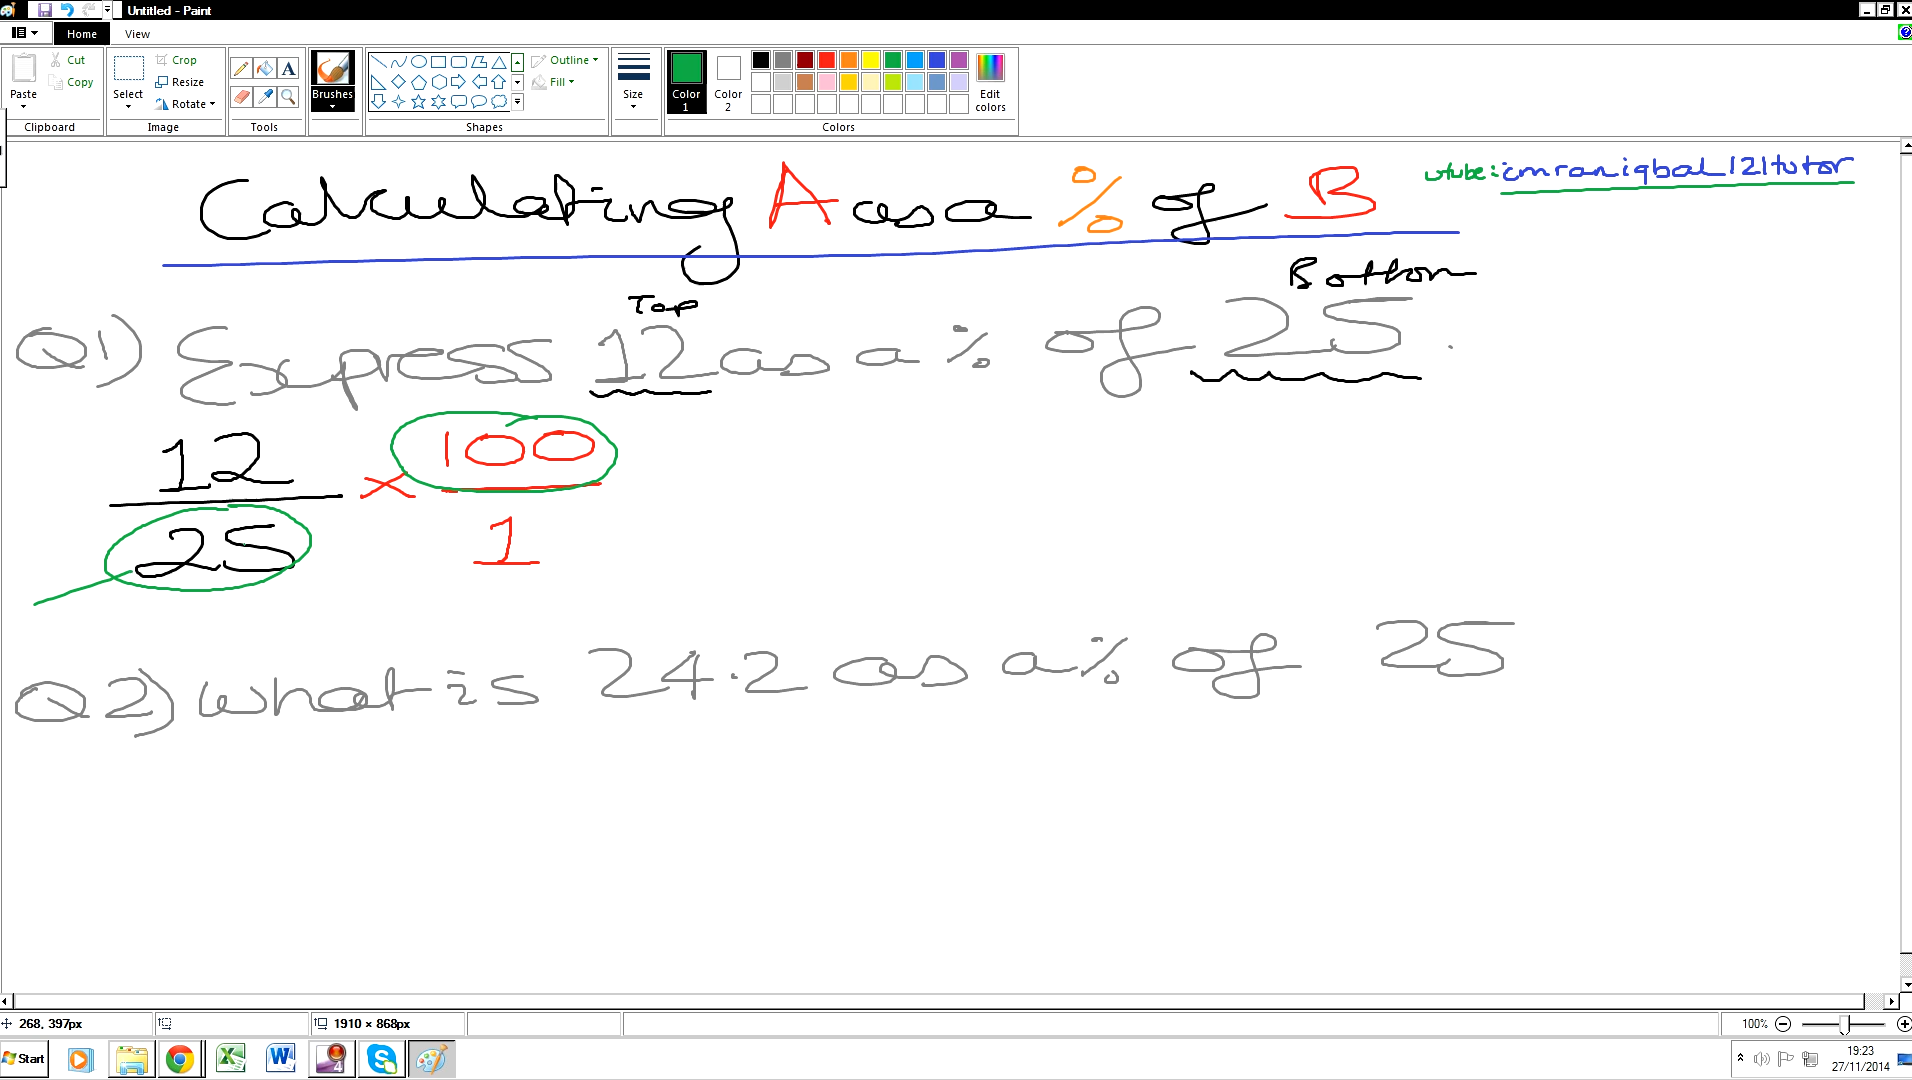 Untitled - Paint
Home View
Cut
Copy
Paste
Clipboard
Select
Crop
Resize
Rotate
Image
Tools
Brushes
Shapes
Outline
Fill
Size
Color 1
Color 2
Edit colors
Colors
utube: imraniqbal121tutor
Calculating A as a % of B
Top
Bottom
Q1) Express 12 as a % of 25.
12 × 100
25 1
Q2) What is 24.2 as a % of 25
268, 397px
1910 × 868px
100%
Start
4
19:23
27/11/2014